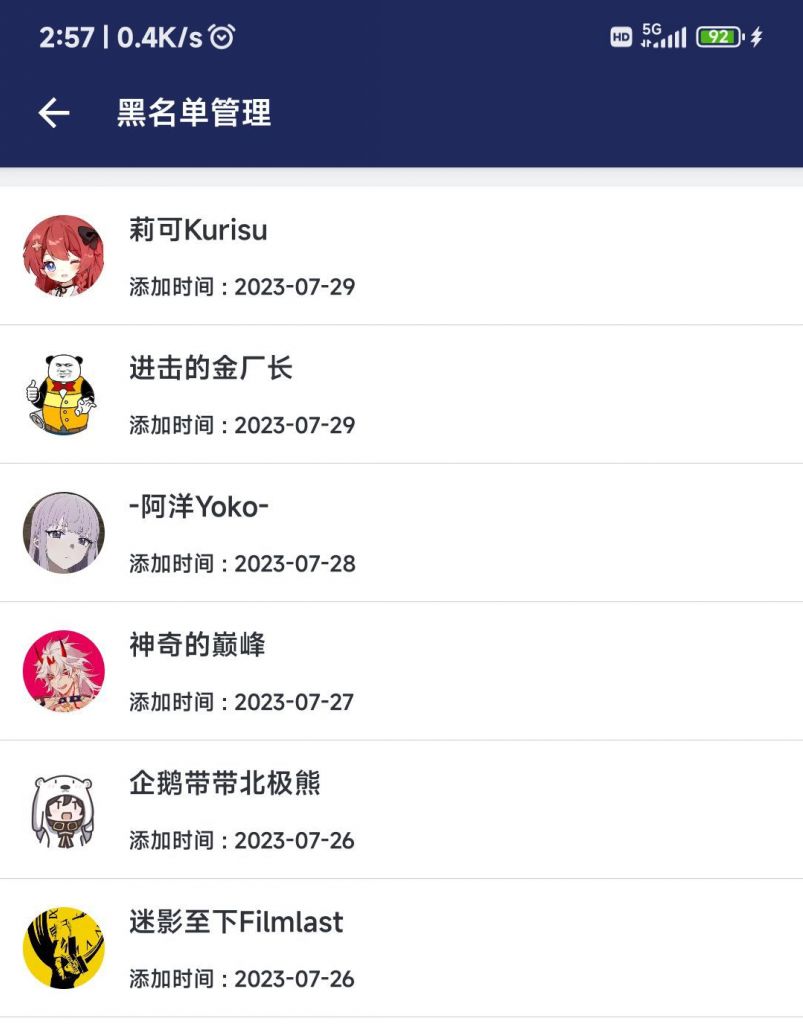 2:57 | 0.4K/s
HD 5G 92
黑名单管理
莉可Kurisu
添加时间：2023-07-29
进击的金厂长
添加时间：2023-07-29
-阿洋Yoko-
添加时间：2023-07-28
神奇的巅峰
添加时间：2023-07-27
企鹅带带北极熊
添加时间：2023-07-26
迷影至下Filmlast
添加时间：2023-07-26